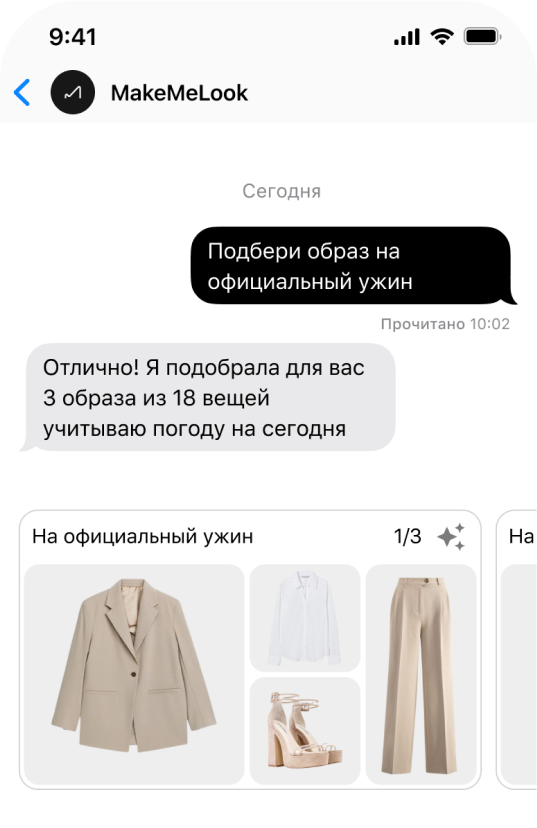 9:41
MakeMeLook
Сегодня
Подбери образ на
официальный ужин
Прочитано 10:02
Отлично! Я подобрала для вас
3 образа из 18 вещей
учитываю погоду на сегодня
На официальный ужин 1/3
На